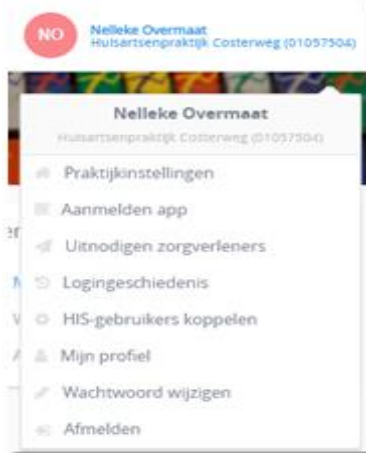 NO
Nelleke Overmaat
Huisartsenpraktijk Costerweg (01057504)
Nelleke Overmaat
Huisartsenpraktijk Costerweg (01057504)
Praktijkinstellingen
Aanmelden app
Uitnodigen zorgverleners
Logingeschiedenis
HIS-gebruikers koppelen
Mijn profiel
Wachtwoord wijzigen
Afmelden